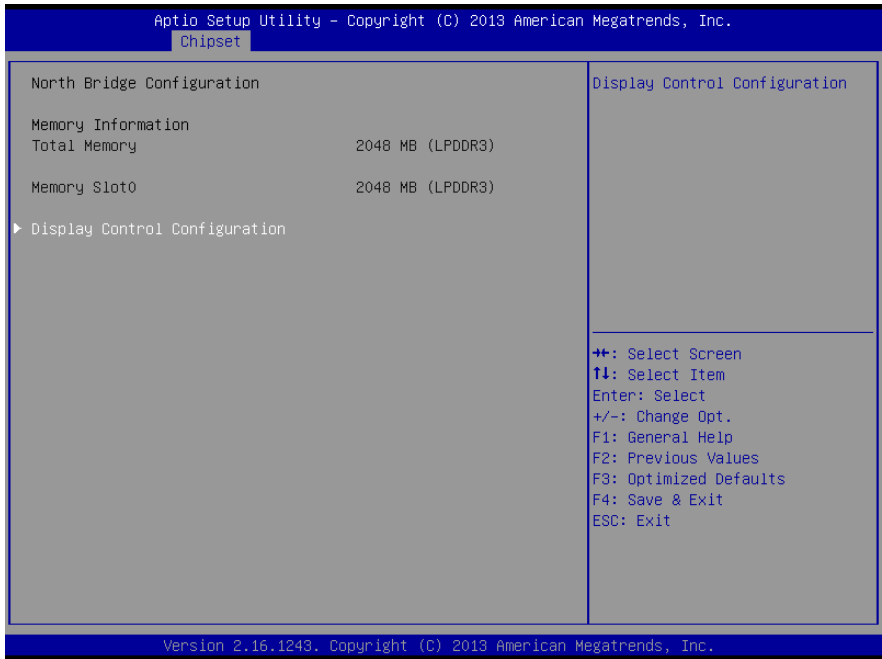 Aptio Setup Utility – Copyright (C) 2013 American Megatrends, Inc.
Chipset
North Bridge Configuration
Memory Information
Total Memory 2048 MB (LPDDR3)
Memory Slot0 2048 MB (LPDDR3)
Display Control Configuration
Display Control Configuration
→←: Select Screen
↑↓: Select Item
Enter: Select
+/-: Change Opt.
F1: General Help
F2: Previous Values
F3: Optimized Defaults
F4: Save & Exit
ESC: Exit
Version 2.16.1243. Copyright (C) 2013 American Megatrends, Inc.